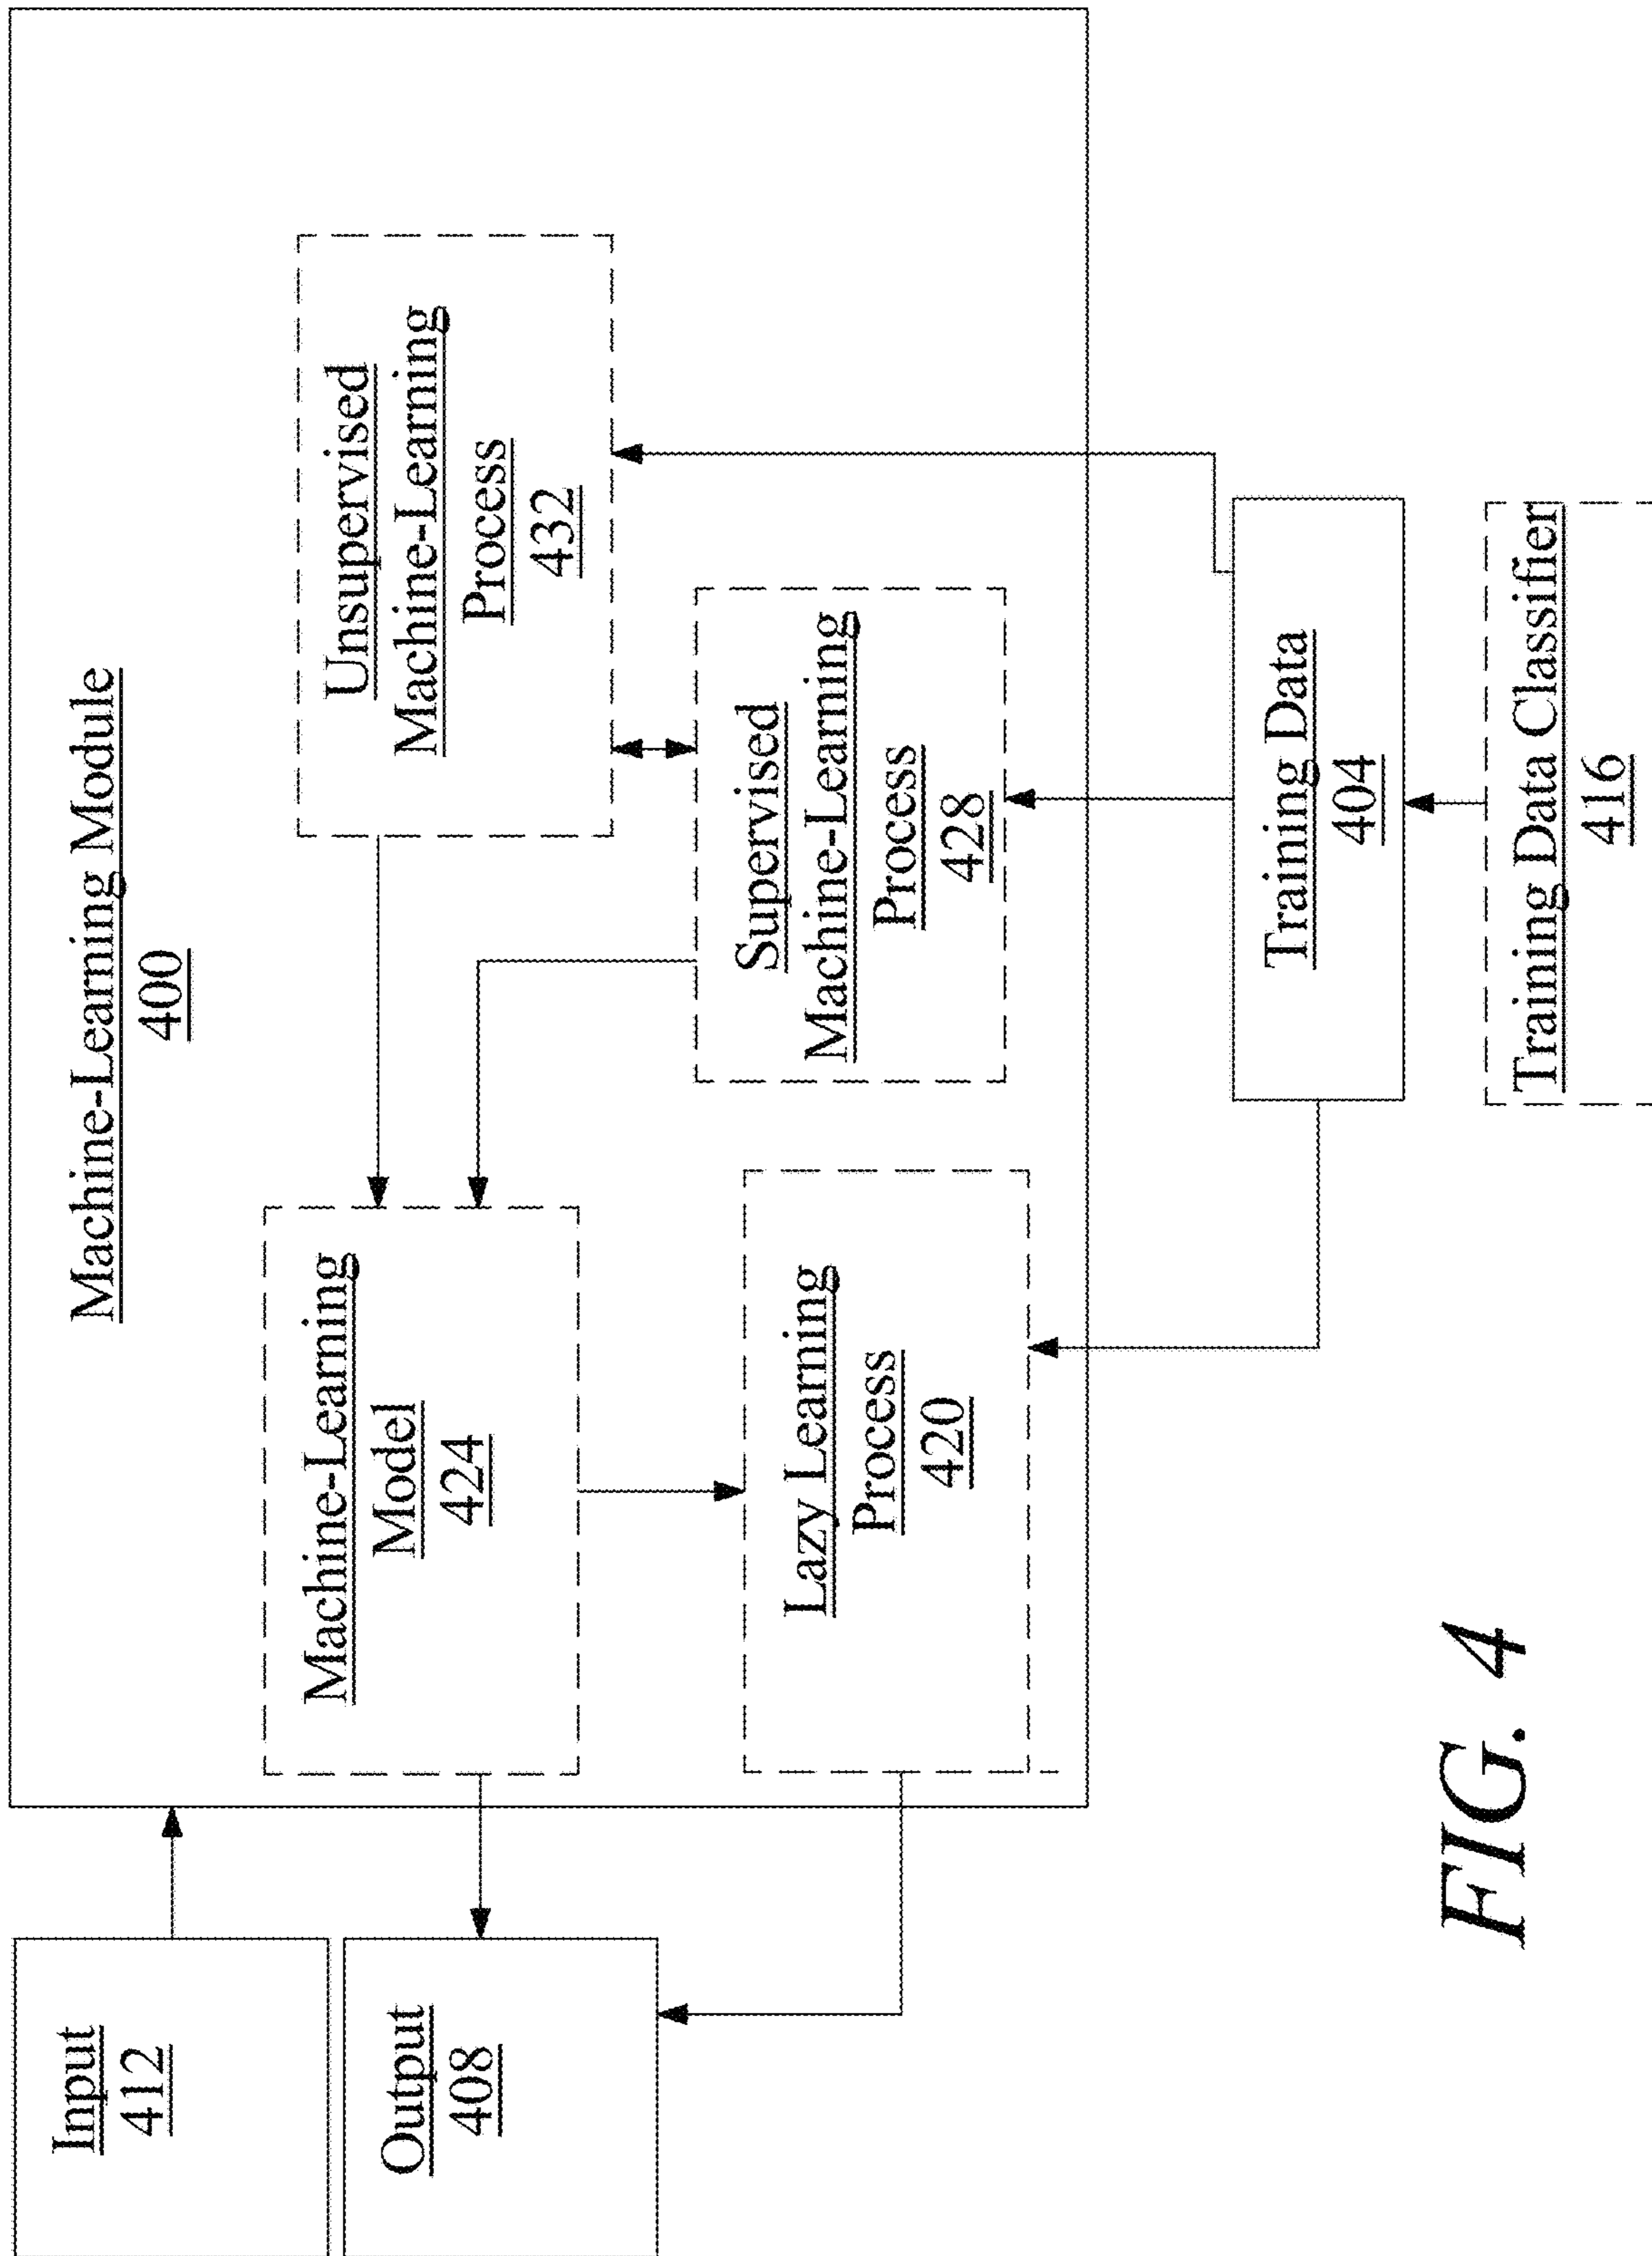 Machine-Learning Module
400
Input
412
Output
408
Machine-Learning
Model
424
Unsupervised
Machine-Learning
Process
432
Lazy Learning
Process
420
Supervised
Machine-Learning
Process
428
Training Data
404
Training Data Classifier
416
FIG. 4